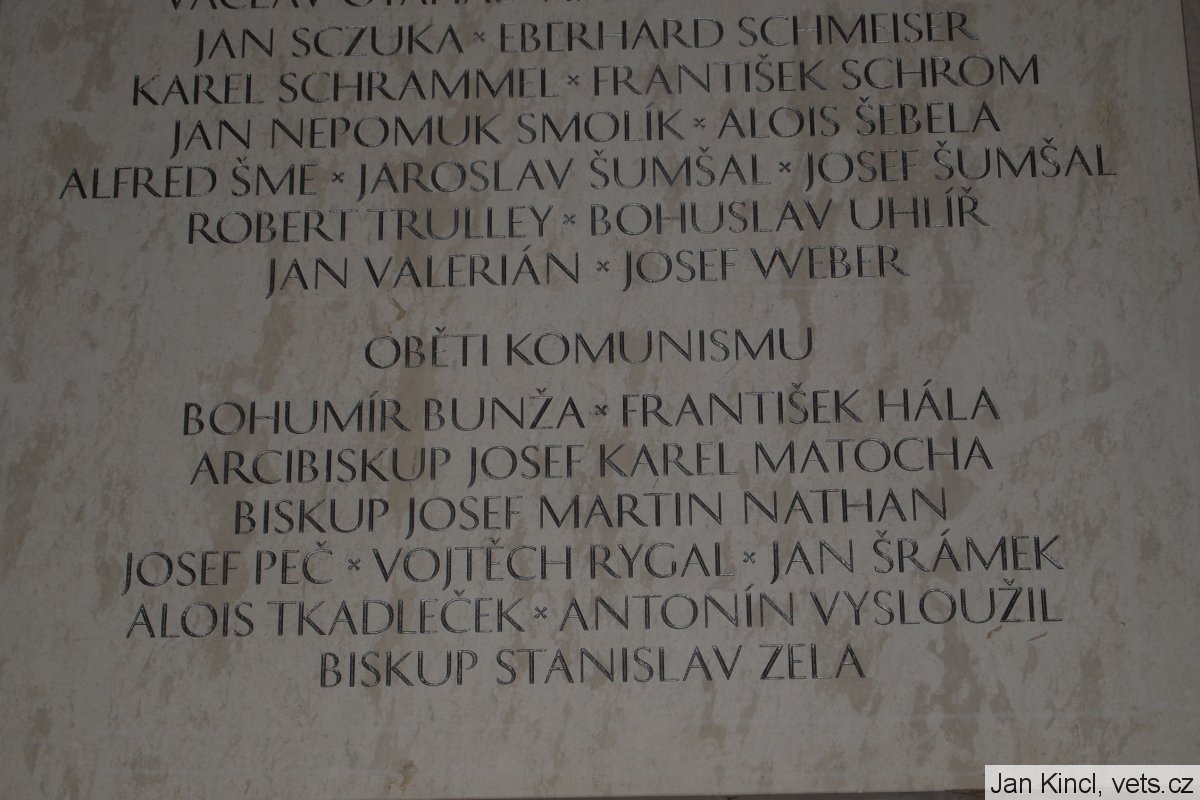 VÁCLAV OTÁHAL
JAN SCZUKA × EBERHARD SCHMEISER
KAREL SCHRAMMEL × FRANTIŠEK SCHROM
JAN NEPOMUK SMOLÍK × ALOIS ŠEBELA
ALFRED ŠME × JAROSLAV ŠUMŠAL × JOSEF ŠUMŠAL
ROBERT TRULLEY × BOHUSLAV UHLÍŘ
JAN VALERIÁN × JOSEF WEBER
OBĚTI KOMUNISMU
BOHUMÍR BUNŽA × FRANTIŠEK HÁLA
ARCIBISKUP JOSEF KAREL MATOCHA
BISKUP JOSEF MARTIN NATHAN
JOSEF PEČ × VOJTĚCH RYGAL × JAN ŠRÁMEK
ALOIS TKADLEČEK × ANTONÍN VYSLOUŽIL
BISKUP STANISLAV ZELA
Jan Kincl, vets.cz